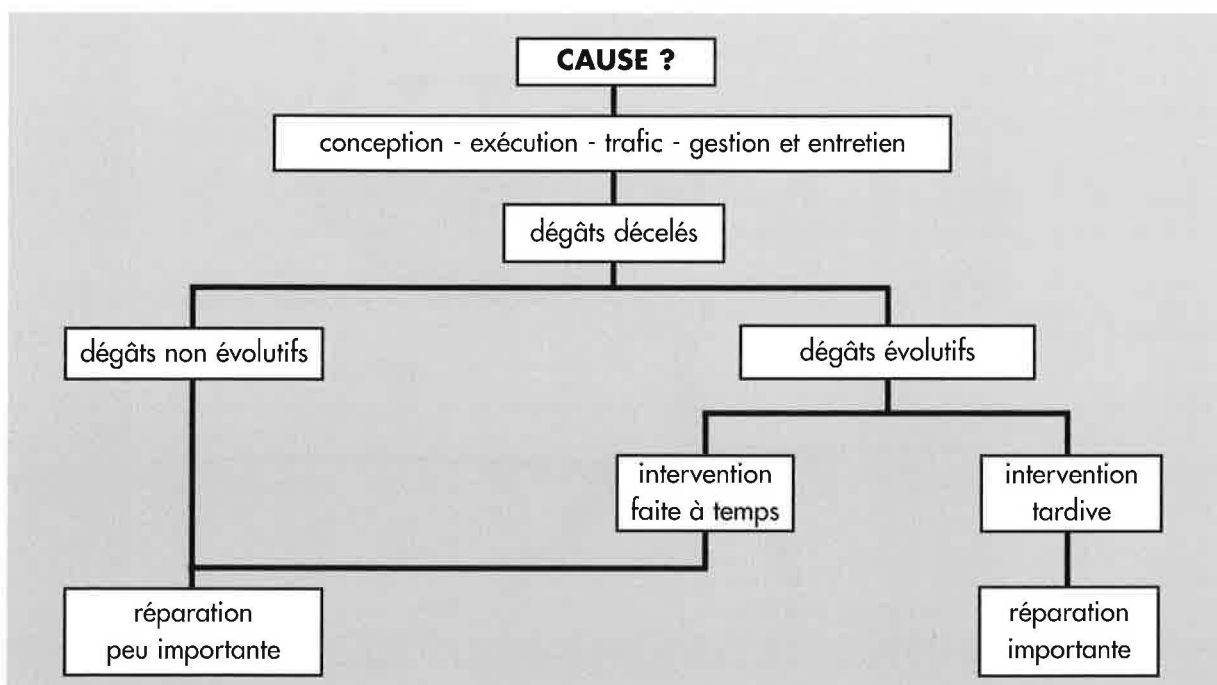 CAUSE ?
conception - exécution - trafic - gestion et entretien
dégâts décelés
dégâts non évolutifs
dégâts évolutifs
intervention
faite à temps
intervention
tardive
réparation
peu importante
réparation
importante